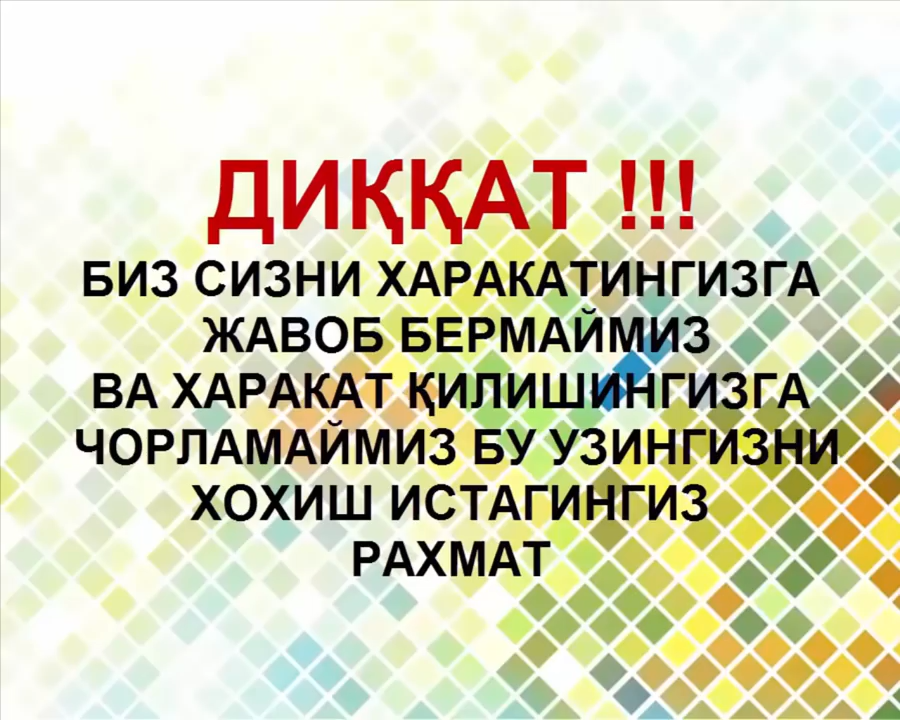 ДИҚҚАТ !!!
БИЗ СИЗНИ ХАРАКАТИНГИЗГА
ЖАВОБ БЕРМАЙМИЗ
ВА ХАРАКАТ ҚИЛИШИНГИЗГА
ЧОРЛАМАЙМИЗ БУ УЗИНГИЗНИ
ХОХИШ ИСТАГИНГИЗ
РАХМАТ